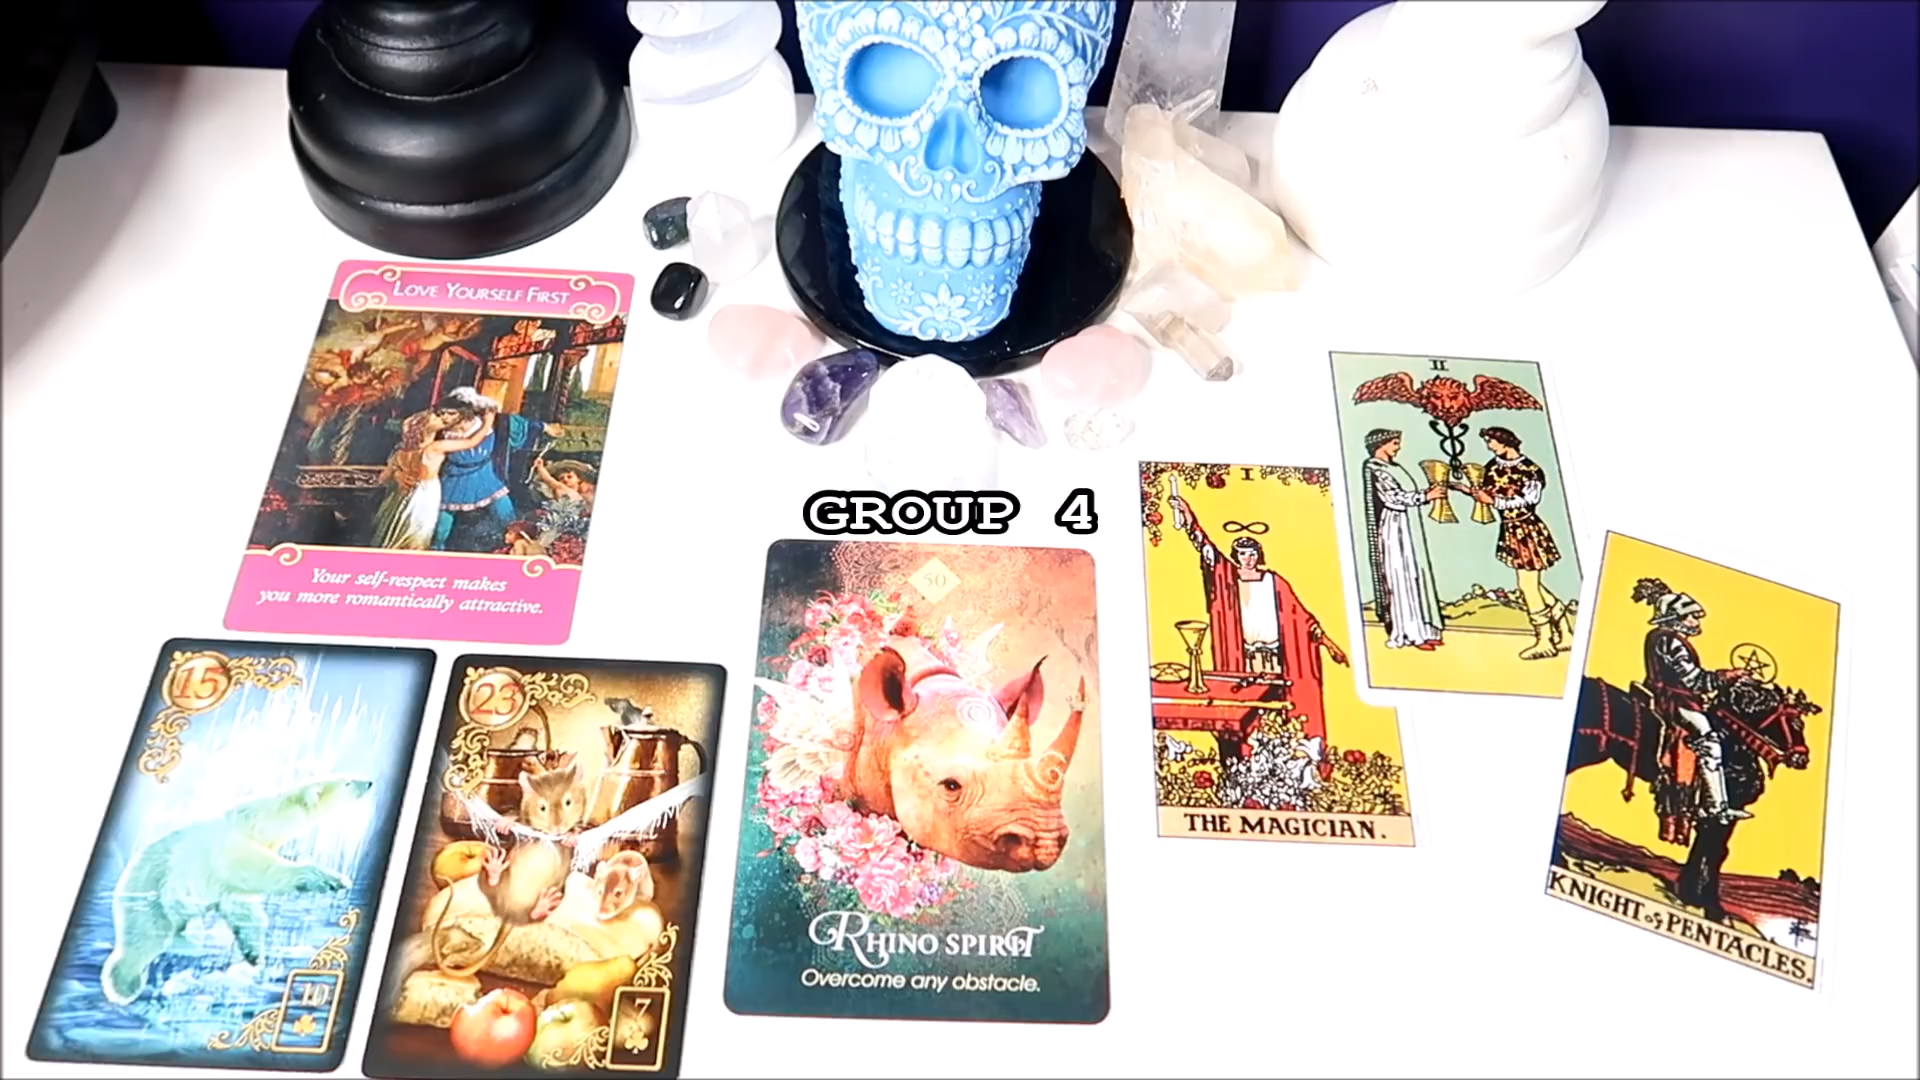 LOVE YOURSELF FIRST
Your self-respect makes
you more romantically attractive.
15
10
23
7
GROUP 4
50
RHINO SPIRIT
Overcome any obstacle.
I
THE MAGICIAN.
II
KNIGHT of PENTACLES.